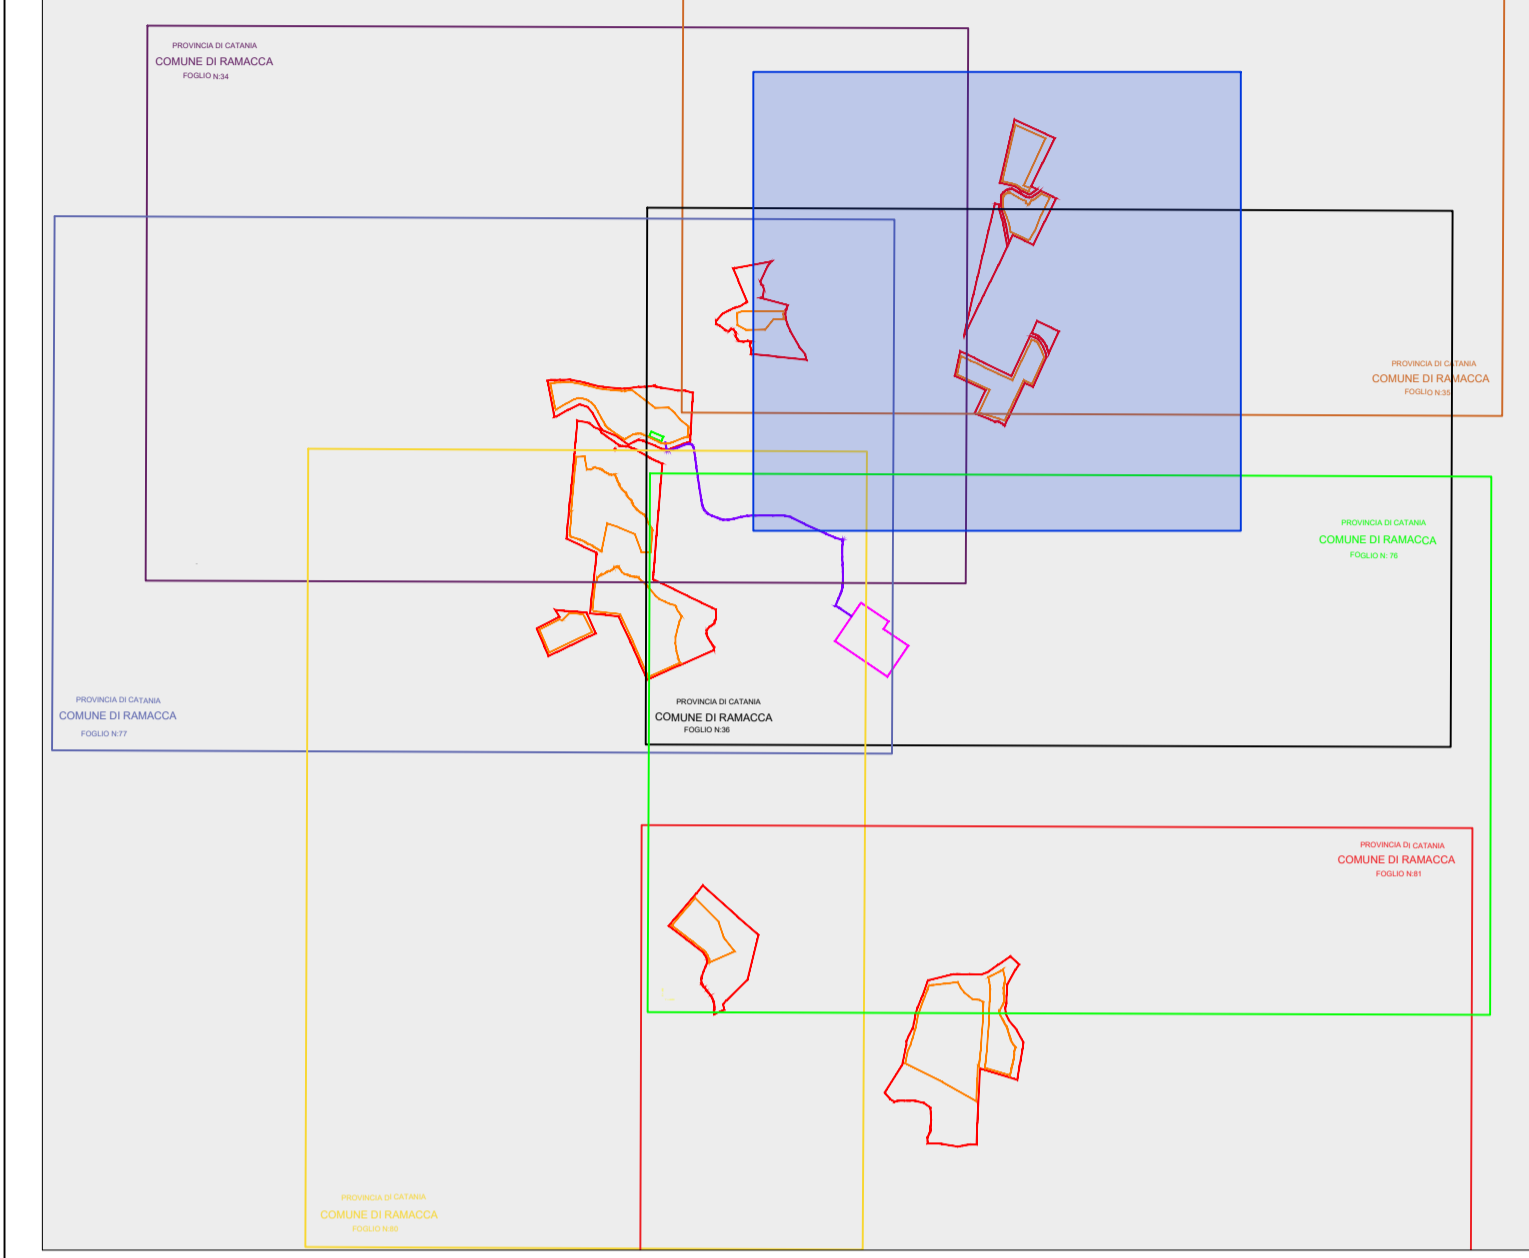 PROVINCIA DI CATANIA
COMUNE DI RAMACCA
FOGLIO N:34
PROVINCIA DI CATANIA
COMUNE DI RAMACCA
FOGLIO N:35
PROVINCIA DI CATANIA
COMUNE DI RAMACCA
FOGLIO N: 76
PROVINCIA DI CATANIA
COMUNE DI RAMACCA
FOGLIO N:77
PROVINCIA DI CATANIA
COMUNE DI RAMACCA
FOGLIO N:36
PROVINCIA DI CATANIA
COMUNE DI RAMACCA
FOGLIO N:81
PROVINCIA DI CATANIA
COMUNE DI RAMACCA
FOGLIO N:80